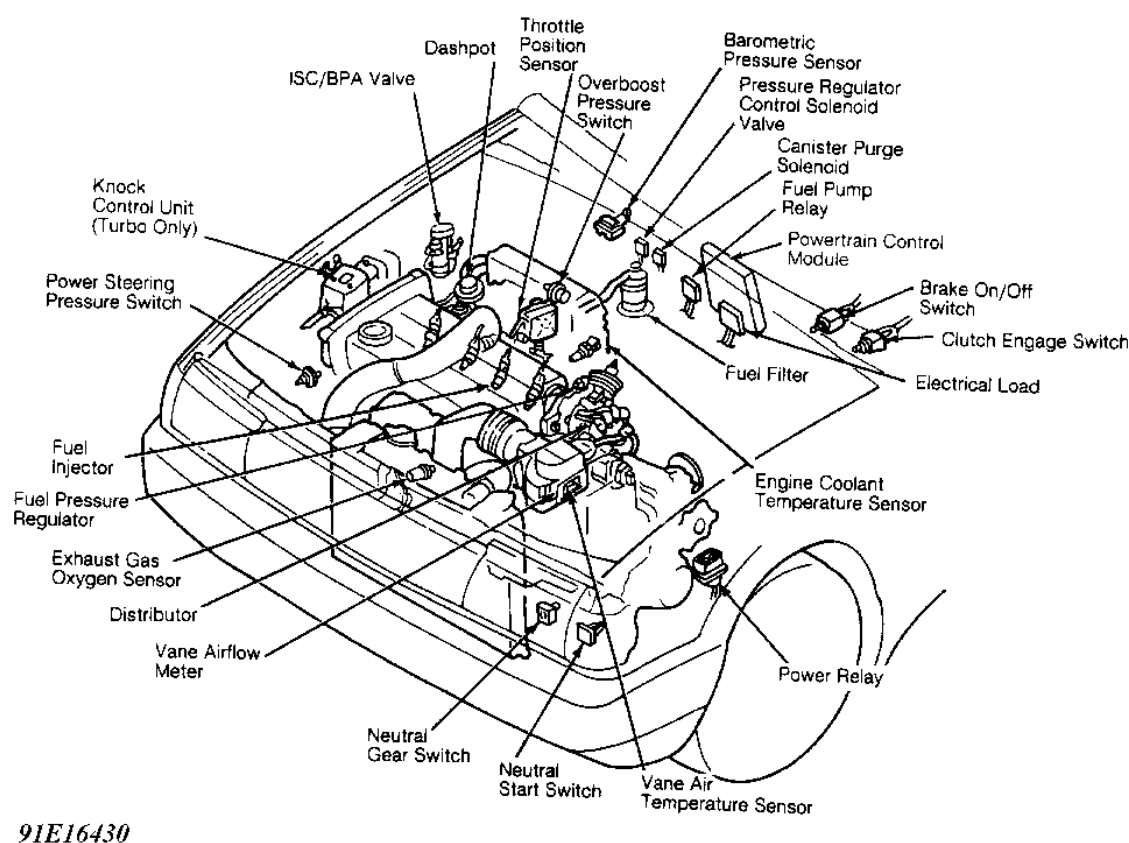 Throttle
Position
Sensor
Dashpot
ISC/BPA Valve
Overboost
Pressure
Switch
Barometric
Pressure Sensor
Pressure Regulator
Control Solenoid
Valve
Canister Purge
Solenoid
Fuel Pump
Relay
Powertrain Control
Module
Brake On/Off
Switch
Clutch Engage Switch
Electrical Load
Fuel Filter
Knock
Control Unit
(Turbo Only)
Power Steering
Pressure Switch
Fuel
Injector
Fuel Pressure
Regulator
Exhaust Gas
Oxygen Sensor
Distributor
Vane Airflow
Meter
Engine Coolant
Temperature Sensor
Power Relay
Neutral
Gear Switch
Neutral
Start Switch
Vane Air
Temperature Sensor
91E16430